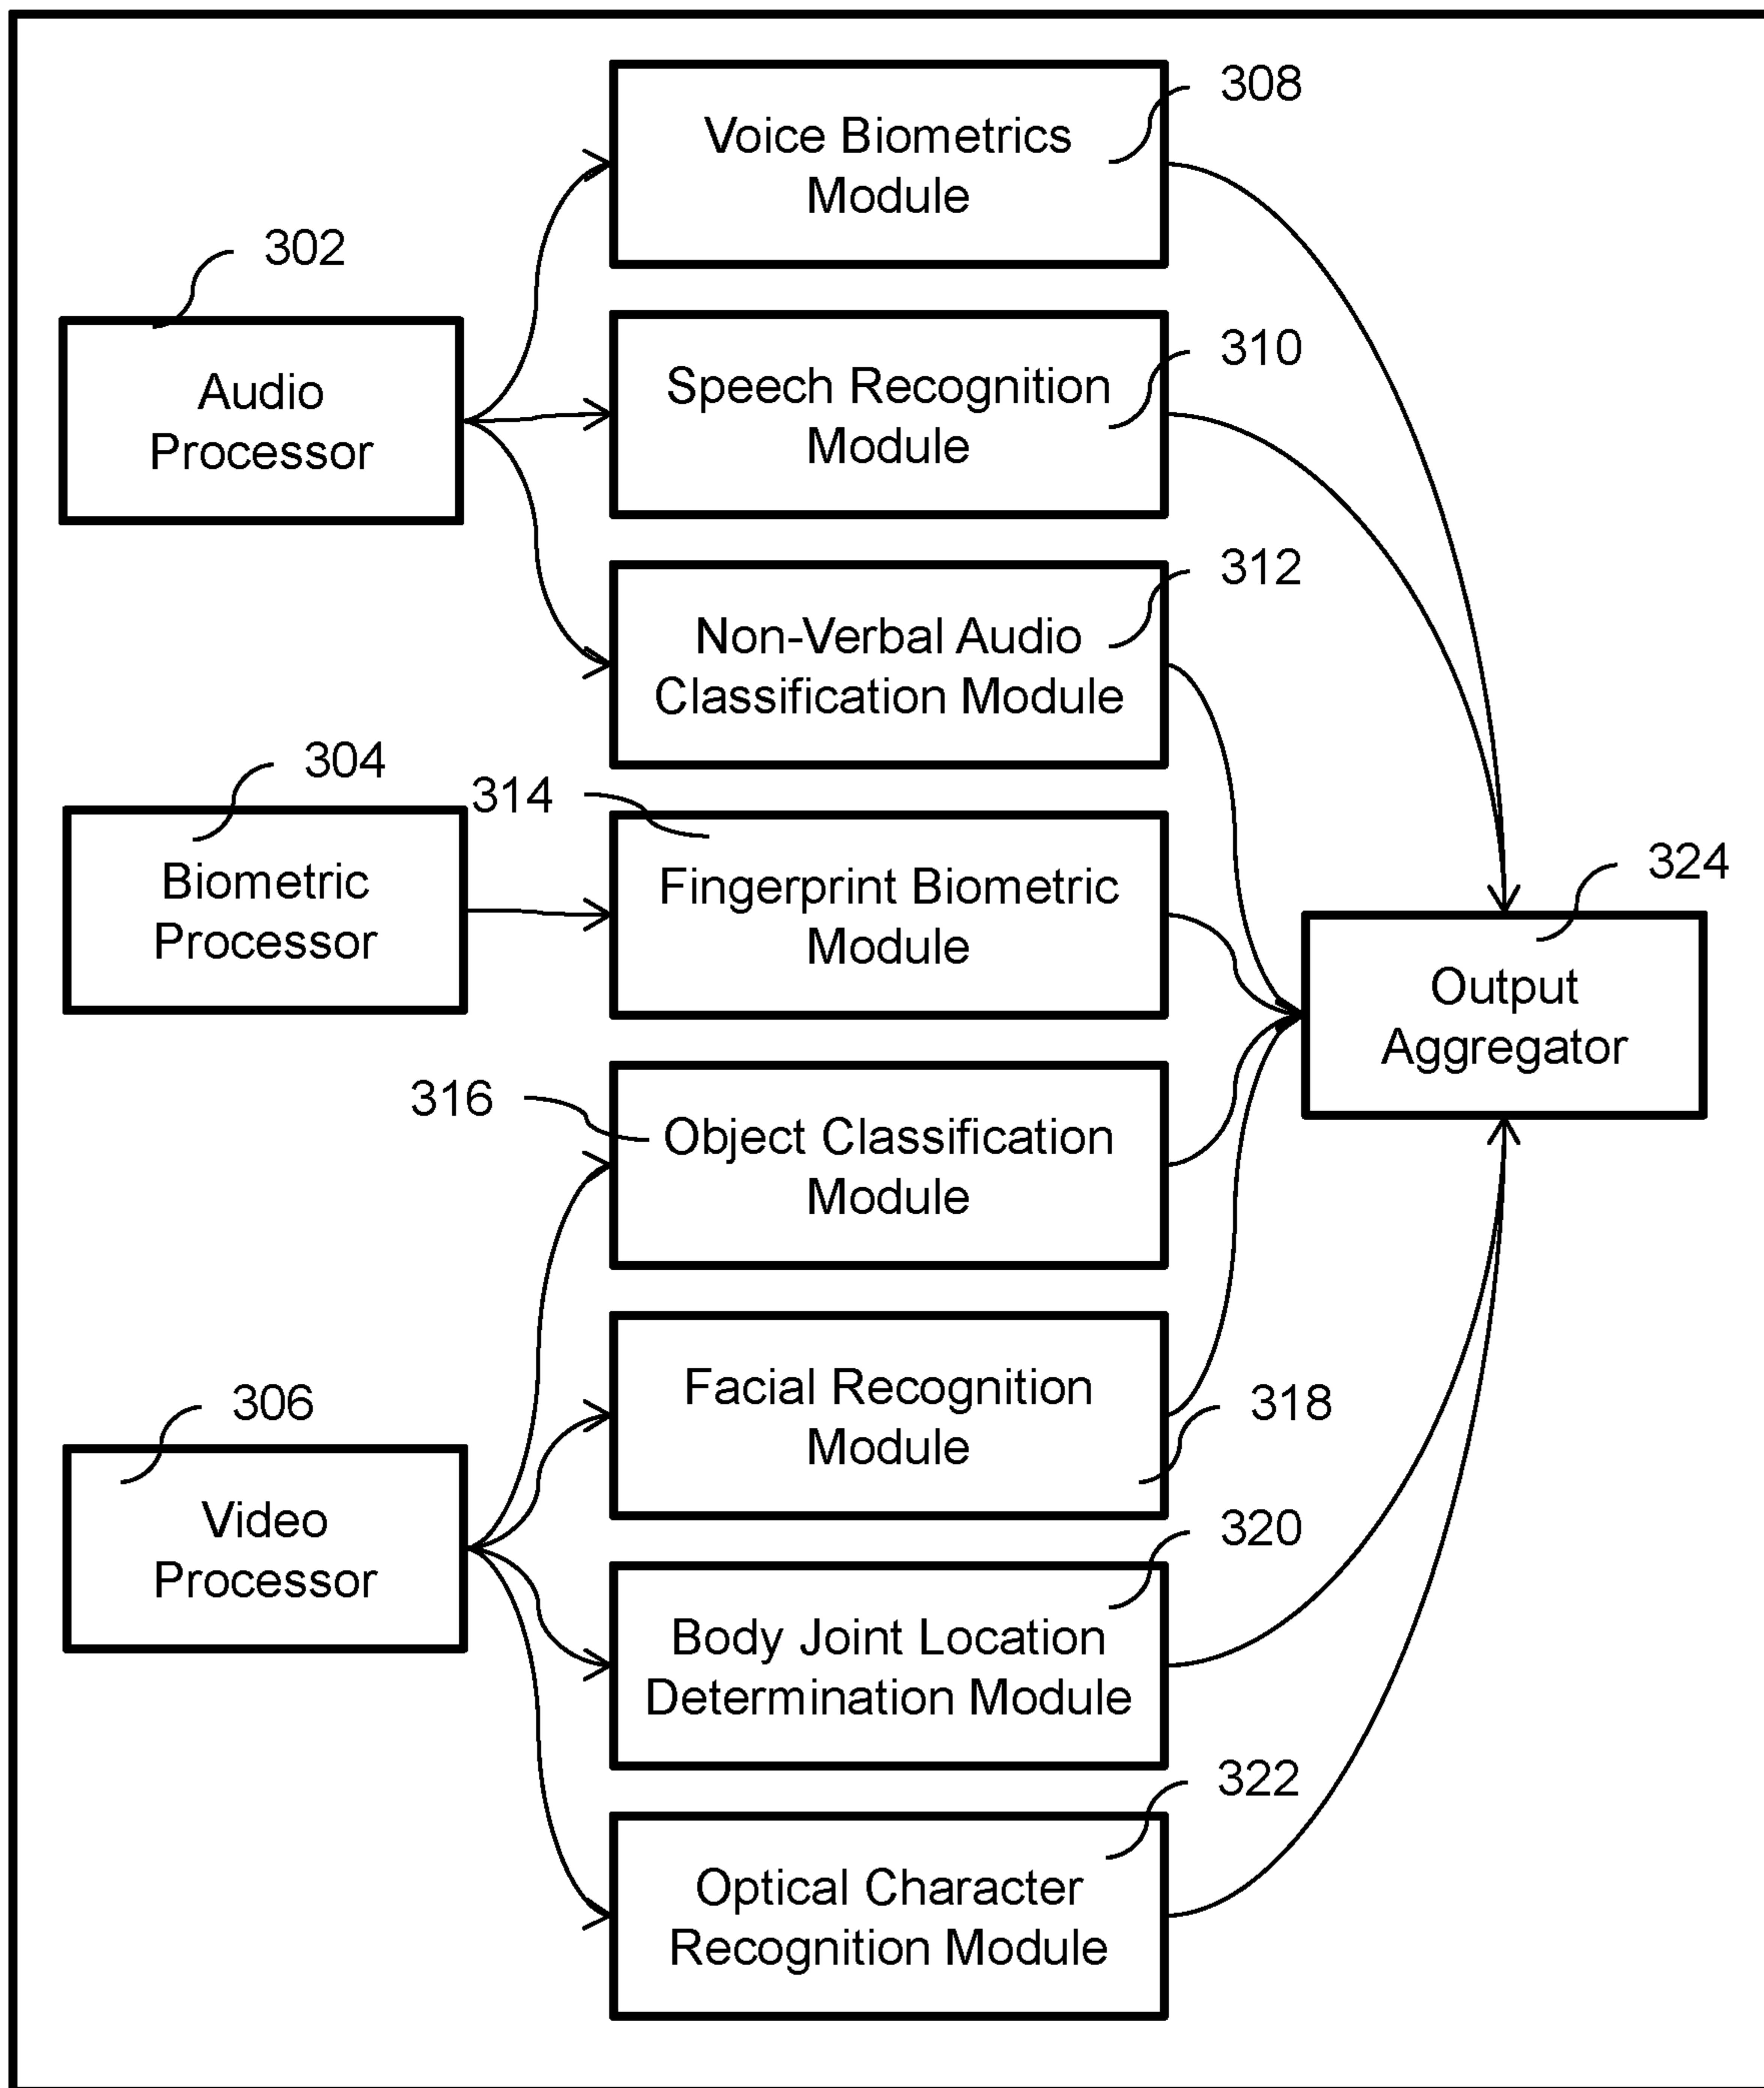 308
Voice Biometrics
Module
302
Audio
Processor
310
Speech Recognition
Module
312
Non-Verbal Audio
Classification Module
304
Biometric
Processor
314
Fingerprint Biometric
Module
324
Output
Aggregator
316
Object Classification
Module
306
Video
Processor
Facial Recognition
Module
318
320
Body Joint Location
Determination Module
322
Optical Character
Recognition Module